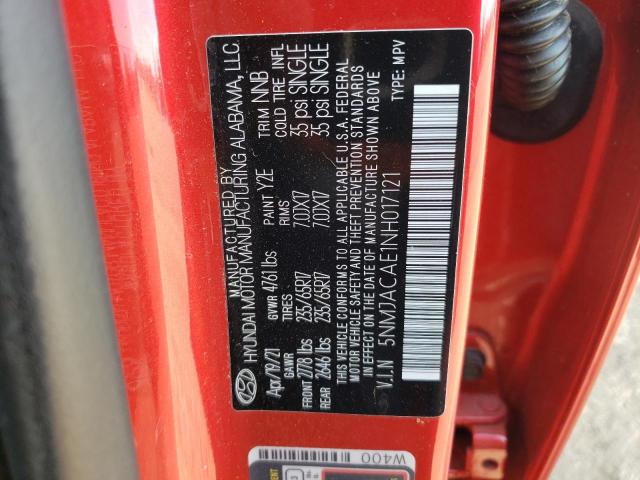 MANUFACTURED BY
HYUNDAI MOTOR MANUFACTURING ALABAMA, LLC.
Apr/19/21 GVWR 4761lbs PAINT Y2E TRIM NNB
GAWR TIRES RIMS COLD TIRE INFL
FRONT 2778 lbs 235/65R17 7.0JX17 35 psi SINGLE
REAR 2646 lbs 235/65R17 7.0JX17 35 psi SINGLE
THIS VEHICLE CONFORMS TO ALL APPLICABLE U.S.A. FEDERAL
MOTOR VEHICLE SAFETY AND THEFT PREVENTION STANDARDS
IN EFFECT ON THE DATE OF MANUFACTURE SHOWN ABOVE
V.I.N 5NMJACAE1NH017121 TYPE: MPV
W400